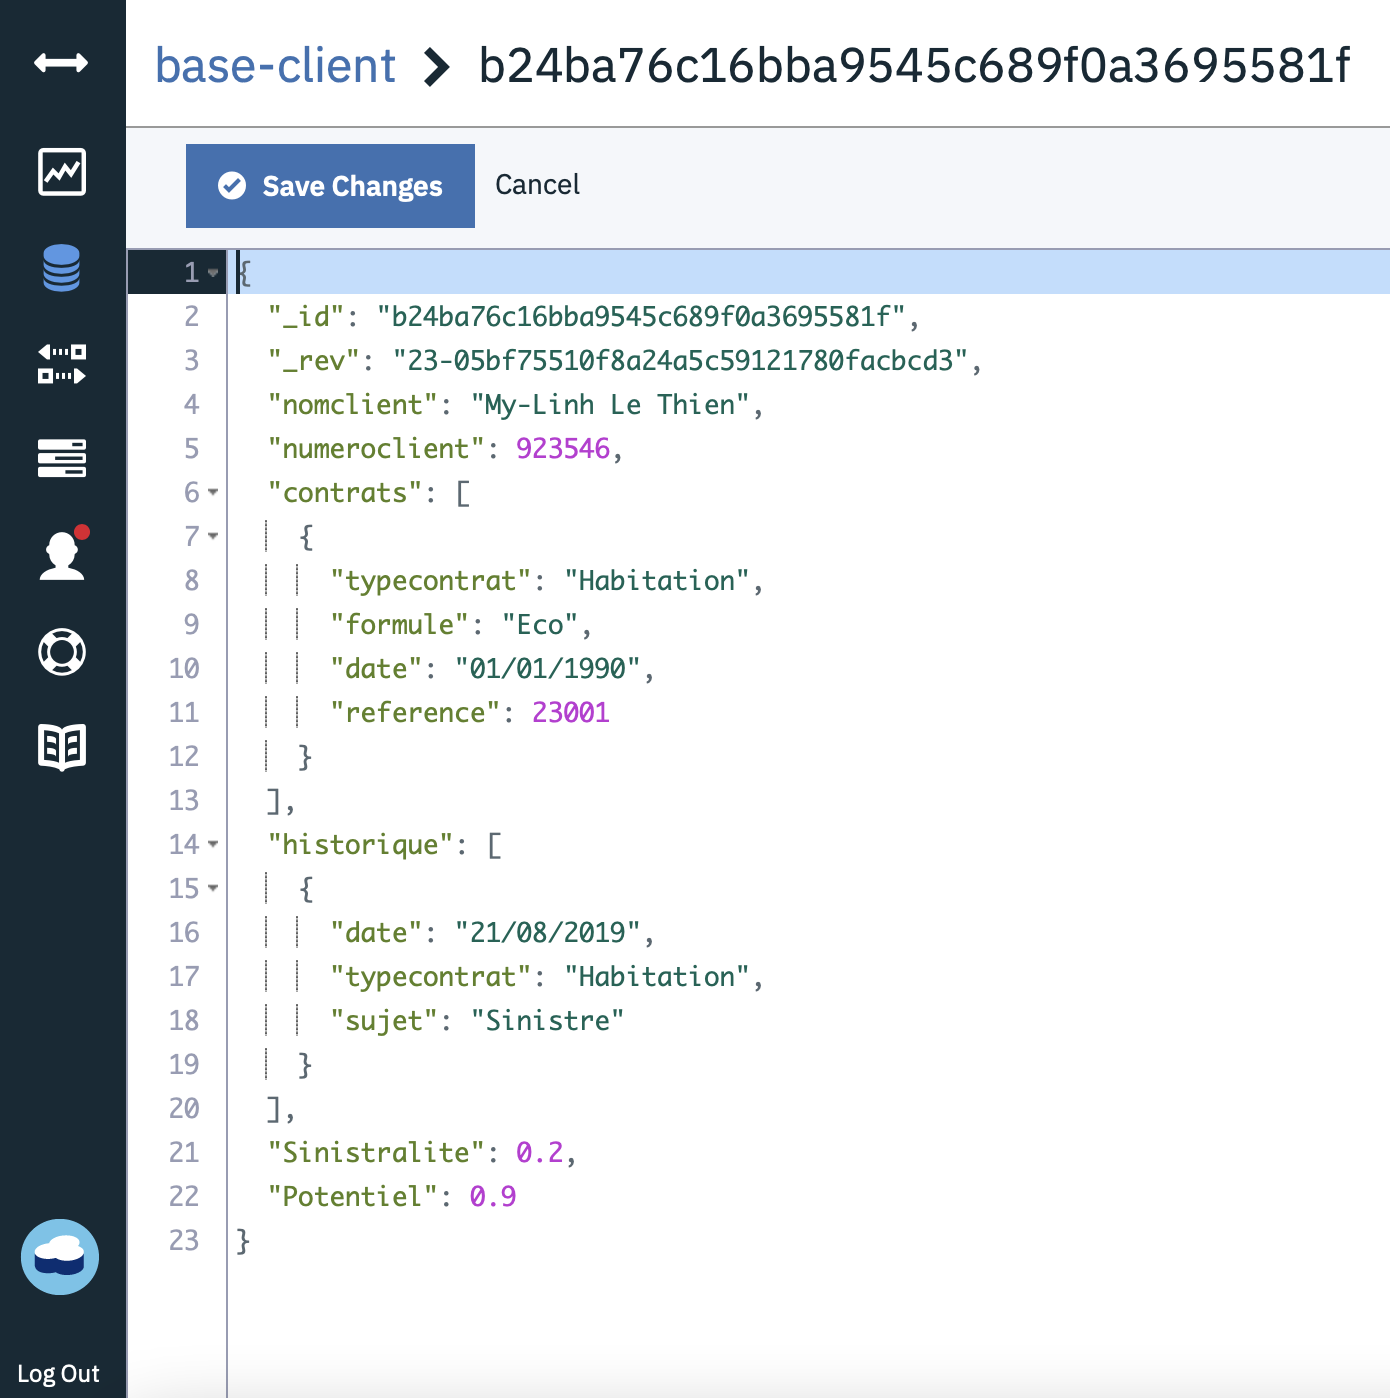 base-client > b24ba76c16bba9545c689f0a3695581f
Save Changes Cancel
1 {
2 "_id": "b24ba76c16bba9545c689f0a3695581f",
3 "_rev": "23-05bf75510f8a24a5c59121780facbcd3",
4 "nomclient": "My-Linh Le Thien",
5 "numeroclient": 923546,
6 "contrats": [
7 {
8 "typecontrat": "Habitation",
9 "formule": "Eco",
10 "date": "01/01/1990",
11 "reference": 23001
12 }
13 ],
14 "historique": [
15 {
16 "date": "21/08/2019",
17 "typecontrat": "Habitation",
18 "sujet": "Sinistre"
19 }
20 ],
21 "Sinistralite": 0.2,
22 "Potentiel": 0.9
23 }
Log Out